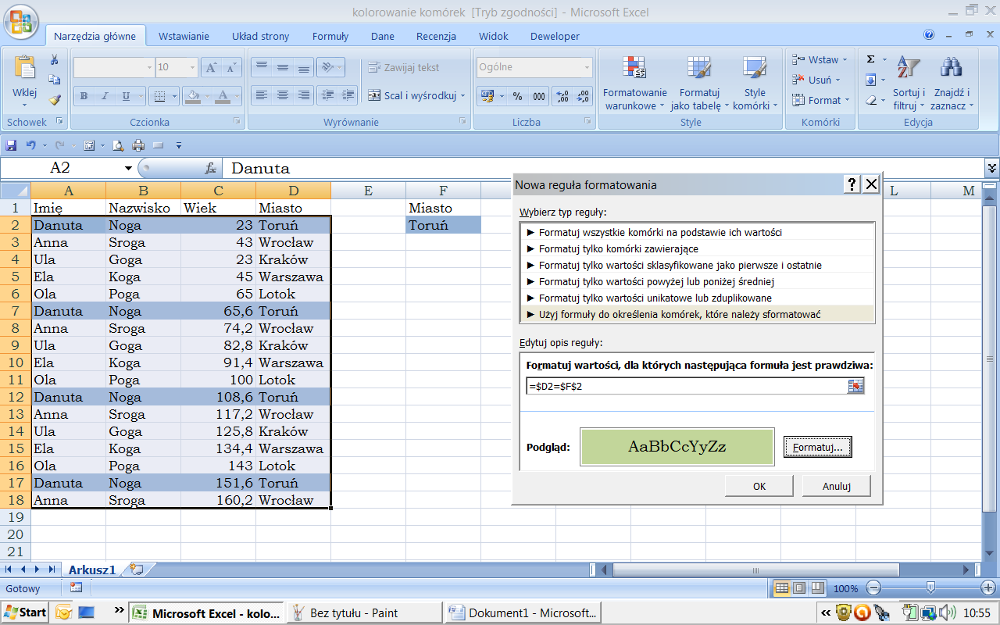 kolorowanie komórek [Tryb zgodności] - Microsoft Excel
Narzędzia główne Wstawianie Układ strony Formuły Dane Recenzja Widok Deweloper
Wklej
10
B I U
Zawijaj tekst
Scal i wyśrodkuj
Ogólne
% 000
Formatowanie warunkowe
Formatuj jako tabelę
Style komórki
Wstaw
Usuń
Format
Σ
Sortuj i filtruj
Znajdź i zaznacz
Schowek Czcionka Wyrównanie Liczba Style Komórki Edycja
A2 fx Danuta
A B C D E F L M
1 Imię Nazwisko Wiek Miasto Miasto
2 Danuta Noga 23 Toruń Toruń
3 Anna Sroga 43 Wrocław
4 Ula Goga 23 Kraków
5 Ela Koga 45 Warszawa
6 Ola Poga 65 Lotok
7 Danuta Noga 65,6 Toruń
8 Anna Sroga 74,2 Wrocław
9 Ula Goga 82,8 Kraków
10 Ela Koga 91,4 Warszawa
11 Ola Poga 100 Lotok
12 Danuta Noga 108,6 Toruń
13 Anna Sroga 117,2 Wrocław
14 Ula Goga 125,8 Kraków
15 Ela Koga 134,4 Warszawa
16 Ola Poga 143 Lotok
17 Danuta Noga 151,6 Toruń
18 Anna Sroga 160,2 Wrocław
19
20
21
Nowa reguła formatowania
Wybierz typ reguły:
► Formatuj wszystkie komórki na podstawie ich wartości
► Formatuj tylko komórki zawierające
► Formatuj tylko wartości sklasyfikowane jako pierwsze i ostatnie
► Formatuj tylko wartości powyżej lub poniżej średniej
► Formatuj tylko wartości unikatowe lub zduplikowane
► Użyj formuły do określenia komórek, które należy sformatować
Edytuj opis reguły:
Formatuj wartości, dla których następująca formuła jest prawdziwa:
=$D2=$F$2
Podgląd: AaBbCcYyZz Formatuj...
OK Anuluj
Arkusz1
Gotowy 100%
Start Microsoft Excel - kolo... Bez tytułu - Paint Dokument1 - Microsoft... 10:55